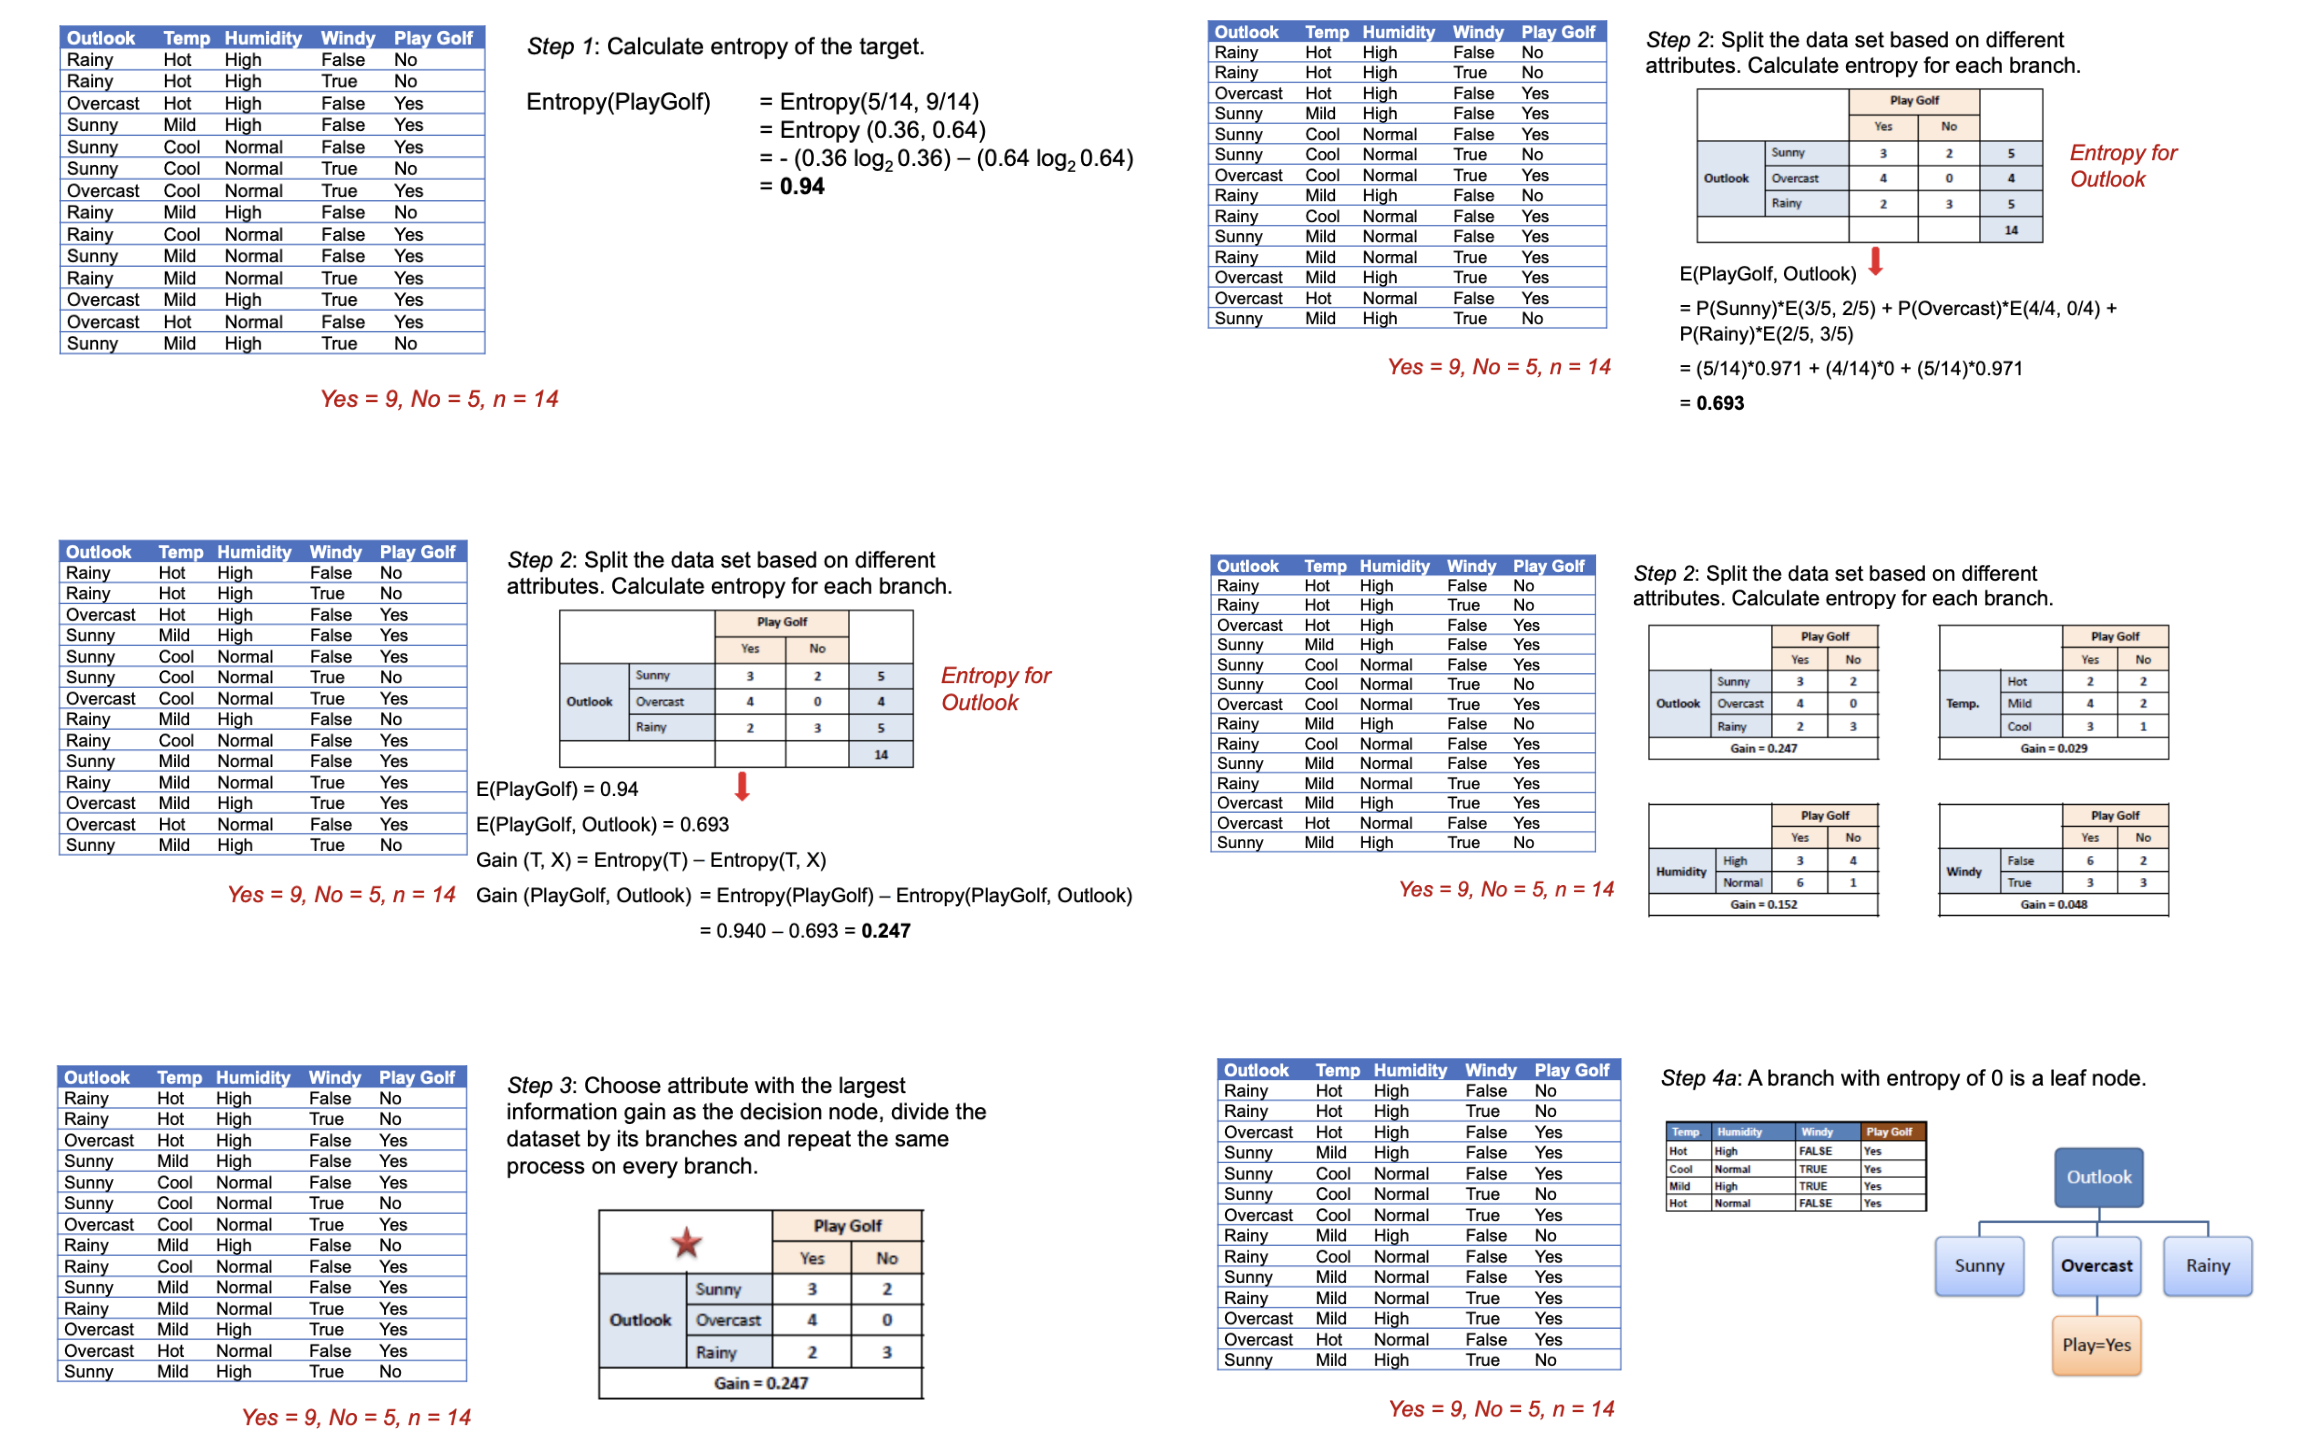 Outlook Temp Humidity Windy Play Golf
Rainy Hot High False No
Rainy Hot High True No
Overcast Hot High False Yes
Sunny Mild High False Yes
Sunny Cool Normal False Yes
Sunny Cool Normal True No
Overcast Cool Normal True Yes
Rainy Mild High False No
Rainy Cool Normal False Yes
Sunny Mild Normal False Yes
Rainy Mild Normal True Yes
Overcast Mild High True Yes
Overcast Hot Normal False Yes
Sunny Mild High True No
Yes = 9, No = 5, n = 14
Step 1: Calculate entropy of the target.
Entropy(PlayGolf) = Entropy(5/14, 9/14)
= Entropy (0.36, 0.64)
= - (0.36 log2 0.36) – (0.64 log2 0.64)
= 0.94
Outlook Temp Humidity Windy Play Golf
Rainy Hot High False No
Rainy Hot High True No
Overcast Hot High False Yes
Sunny Mild High False Yes
Sunny Cool Normal False Yes
Sunny Cool Normal True No
Overcast Cool Normal True Yes
Rainy Mild High False No
Rainy Cool Normal False Yes
Sunny Mild Normal False Yes
Rainy Mild Normal True Yes
Overcast Mild High True Yes
Overcast Hot Normal False Yes
Sunny Mild High True No
Yes = 9, No = 5, n = 14
Step 2: Split the data set based on different
attributes. Calculate entropy for each branch.
Play Golf
Yes No
Outlook
Sunny 3 2 5
Overcast 4 0 4
Rainy 2 3 5
14
Entropy for
Outlook
E(PlayGolf, Outlook)
= P(Sunny)*E(3/5, 2/5) + P(Overcast)*E(4/4, 0/4) +
P(Rainy)*E(2/5, 3/5)
= (5/14)*0.971 + (4/14)*0 + (5/14)*0.971
= 0.693
Outlook Temp Humidity Windy Play Golf
Rainy Hot High False No
Rainy Hot High True No
Overcast Hot High False Yes
Sunny Mild High False Yes
Sunny Cool Normal False Yes
Sunny Cool Normal True No
Overcast Cool Normal True Yes
Rainy Mild High False No
Rainy Cool Normal False Yes
Sunny Mild Normal False Yes
Rainy Mild Normal True Yes
Overcast Mild High True Yes
Overcast Hot Normal False Yes
Sunny Mild High True No
Yes = 9, No = 5, n = 14
Step 2: Split the data set based on different
attributes. Calculate entropy for each branch.
Play Golf
Yes No
Outlook
Sunny 3 2 5
Overcast 4 0 4
Rainy 2 3 5
14
Entropy for
Outlook
E(PlayGolf) = 0.94
E(PlayGolf, Outlook) = 0.693
Gain (T, X) = Entropy(T) – Entropy(T, X)
Gain (PlayGolf, Outlook) = Entropy(PlayGolf) – Entropy(PlayGolf, Outlook)
= 0.940 – 0.693 = 0.247
Outlook Temp Humidity Windy Play Golf
Rainy Hot High False No
Rainy Hot High True No
Overcast Hot High False Yes
Sunny Mild High False Yes
Sunny Cool Normal False Yes
Sunny Cool Normal True No
Overcast Cool Normal True Yes
Rainy Mild High False No
Rainy Cool Normal False Yes
Sunny Mild Normal False Yes
Rainy Mild Normal True Yes
Overcast Mild High True Yes
Overcast Hot Normal False Yes
Sunny Mild High True No
Yes = 9, No = 5, n = 14
Step 2: Split the data set based on different
attributes. Calculate entropy for each branch.
Play Golf
Yes No
Outlook
Sunny 3 2
Overcast 4 0
Rainy 2 3
Gain = 0.247
Play Golf
Yes No
Temp.
Hot 2 2
Mild 4 2
Cool 3 1
Gain = 0.029
Play Golf
Yes No
Humidity
High 3 4
Normal 6 1
Gain = 0.152
Play Golf
Yes No
Windy
False 6 2
True 3 3
Gain = 0.048
Outlook Temp Humidity Windy Play Golf
Rainy Hot High False No
Rainy Hot High True No
Overcast Hot High False Yes
Sunny Mild High False Yes
Sunny Cool Normal False Yes
Sunny Cool Normal True No
Overcast Cool Normal True Yes
Rainy Mild High False No
Rainy Cool Normal False Yes
Sunny Mild Normal False Yes
Rainy Mild Normal True Yes
Overcast Mild High True Yes
Overcast Hot Normal False Yes
Sunny Mild High True No
Yes = 9, No = 5, n = 14
Step 3: Choose attribute with the largest
information gain as the decision node, divide the
dataset by its branches and repeat the same
process on every branch.
Play Golf
Yes No
Outlook
Sunny 3 2
Overcast 4 0
Rainy 2 3
Gain = 0.247
Outlook Temp Humidity Windy Play Golf
Rainy Hot High False No
Rainy Hot High True No
Overcast Hot High False Yes
Sunny Mild High False Yes
Sunny Cool Normal False Yes
Sunny Cool Normal True No
Overcast Cool Normal True Yes
Rainy Mild High False No
Rainy Cool Normal False Yes
Sunny Mild Normal False Yes
Rainy Mild Normal True Yes
Overcast Mild High True Yes
Overcast Hot Normal False Yes
Sunny Mild High True No
Yes = 9, No = 5, n = 14
Step 4a: A branch with entropy of 0 is a leaf node.
Temp Humidity Windy Play Golf
Hot High FALSE Yes
Cool Normal TRUE Yes
Mild High TRUE Yes
Hot Normal FALSE Yes
Outlook
Sunny Overcast Rainy
Play=Yes